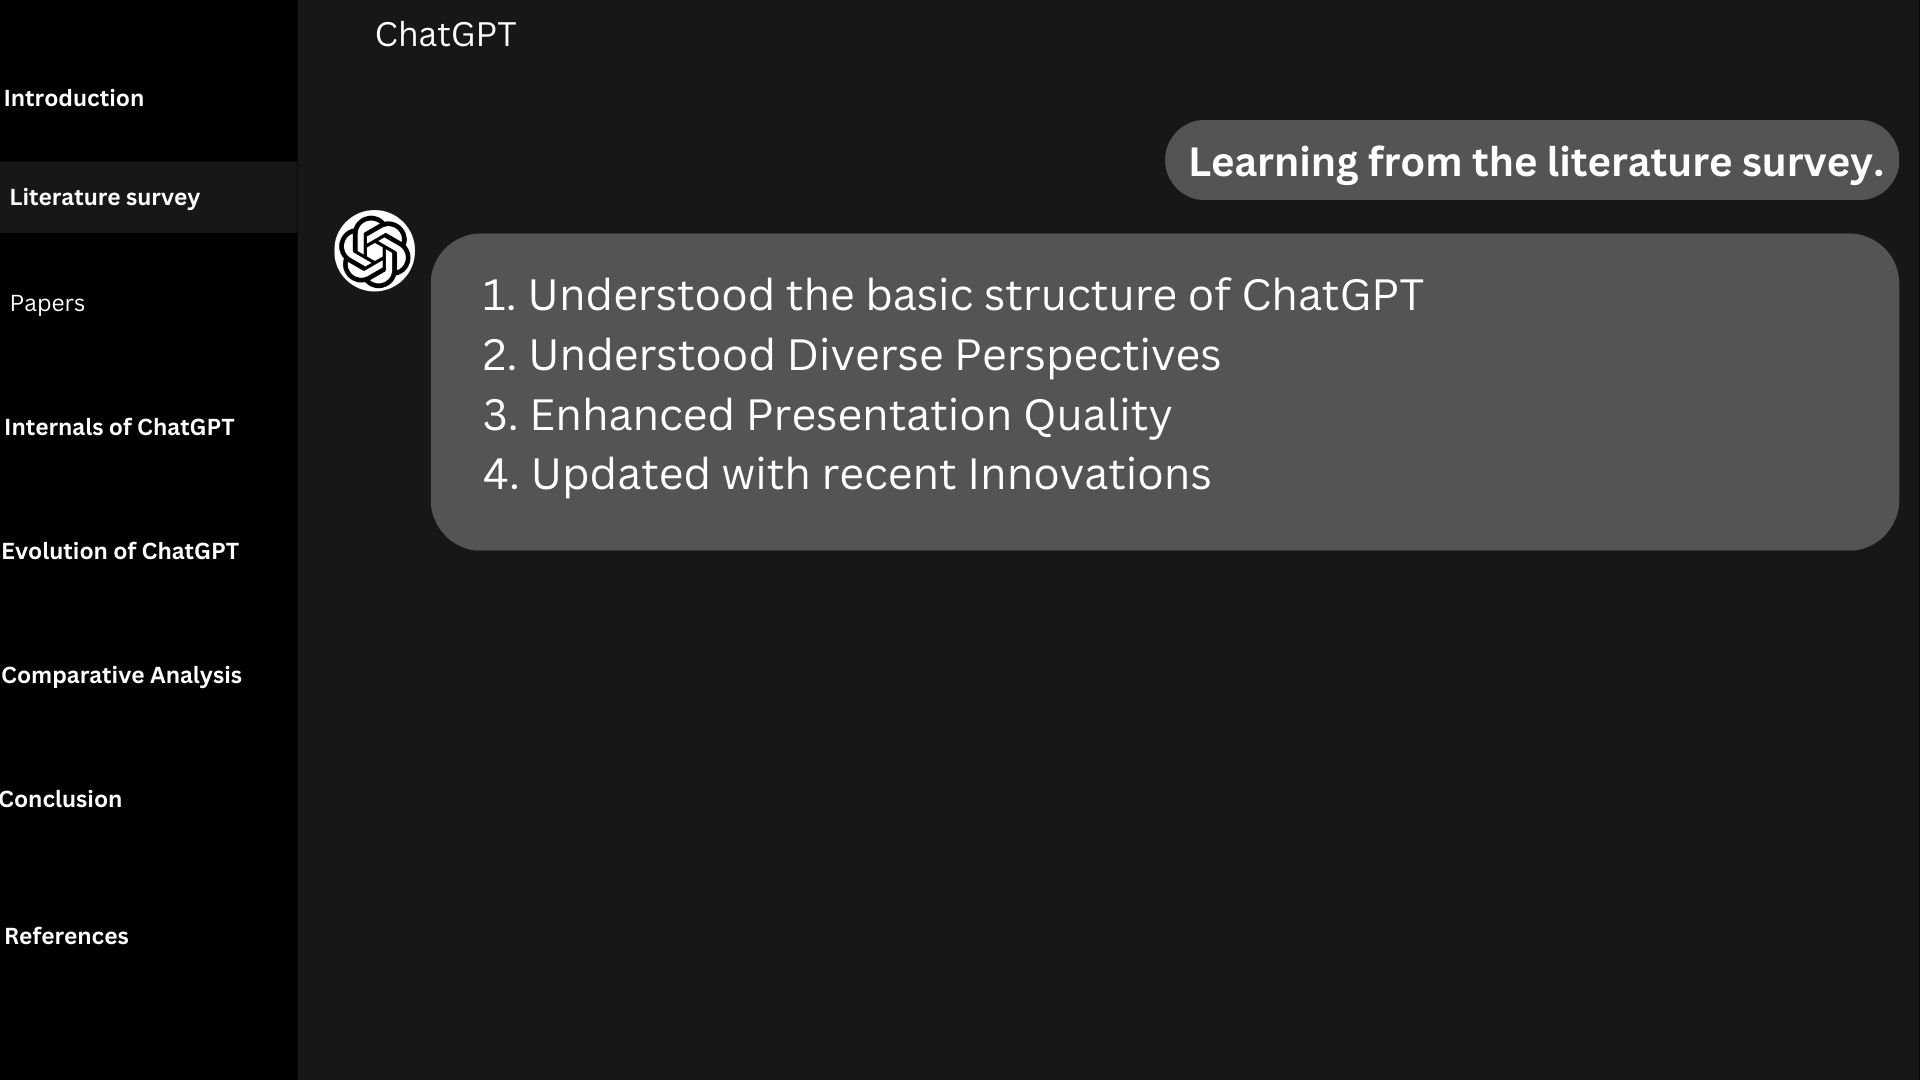 ChatGPT
Introduction
Literature survey
Papers
Internals of ChatGPT
Evolution of ChatGPT
Comparative Analysis
Conclusion
References
Learning from the literature survey.
1. Understood the basic structure of ChatGPT
2. Understood Diverse Perspectives
3. Enhanced Presentation Quality
4. Updated with recent Innovations